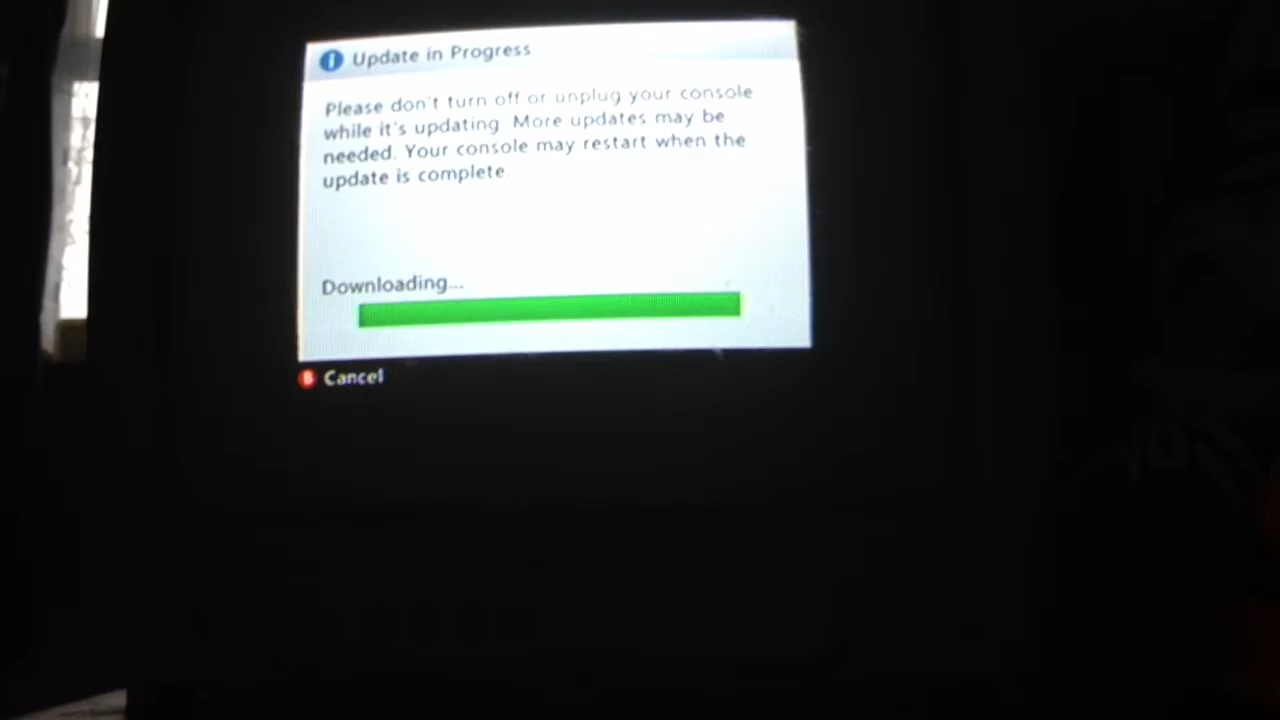 Update in Progress
Please don't turn off or unplug your console
while it's updating. More updates may be
needed. Your console may restart when the
update is complete.
Downloading...
B Cancel